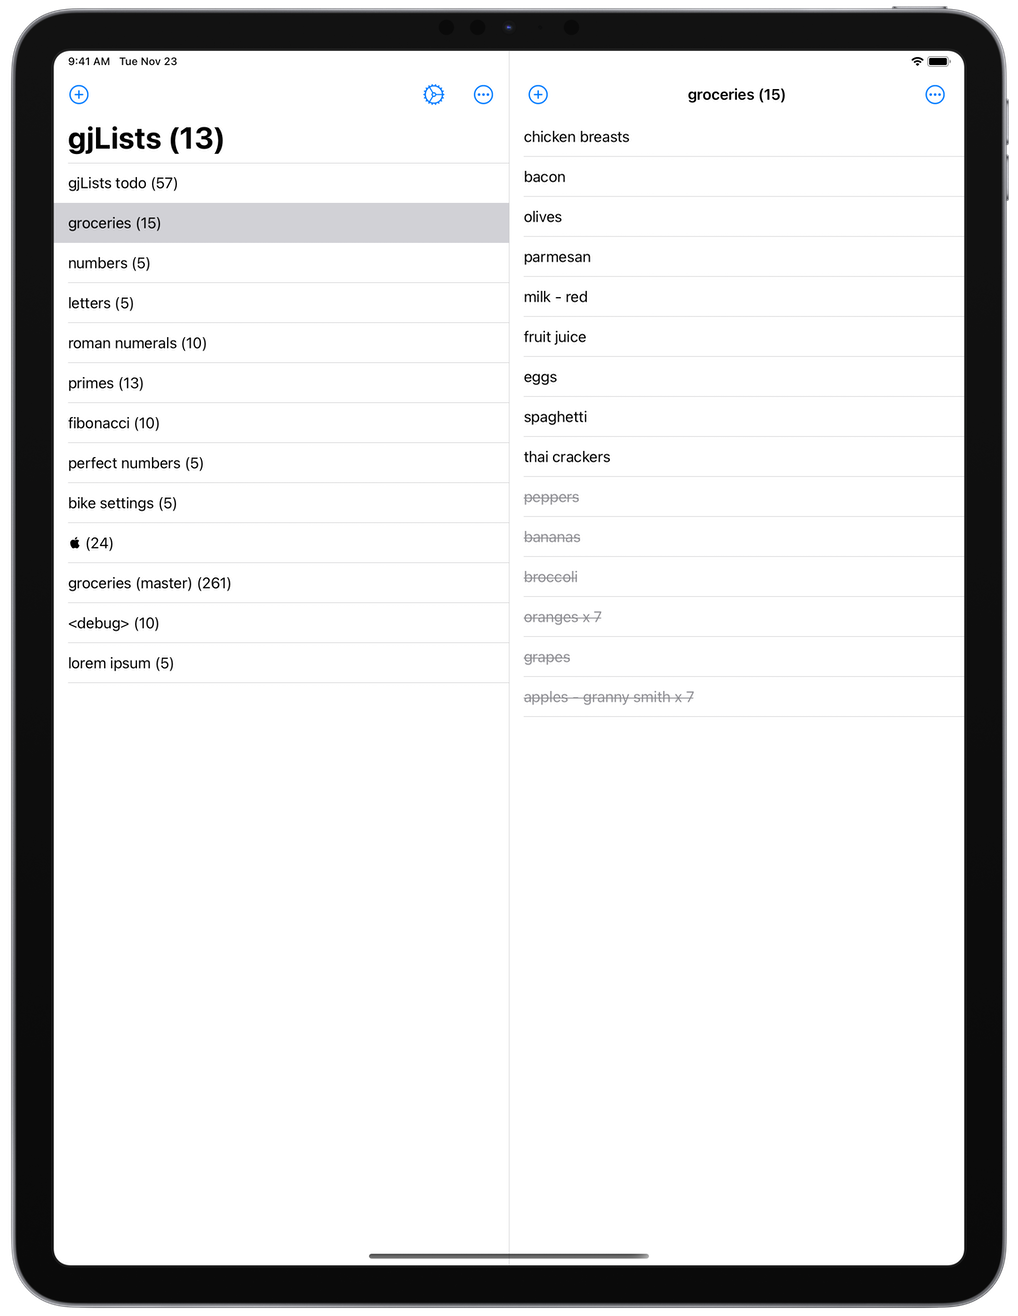 9:41 AM Tue Nov 23
gjLists (13)
gjLists todo (57)
groceries (15)
numbers (5)
letters (5)
roman numerals (10)
primes (13)
fibonacci (10)
perfect numbers (5)
bike settings (5)
 (24)
groceries (master) (261)
<debug> (10)
lorem ipsum (5)
groceries (15)
chicken breasts
bacon
olives
parmesan
milk - red
fruit juice
eggs
spaghetti
thai crackers
peppers
bananas
broccoli
oranges x 7
grapes
apples - granny smith x 7